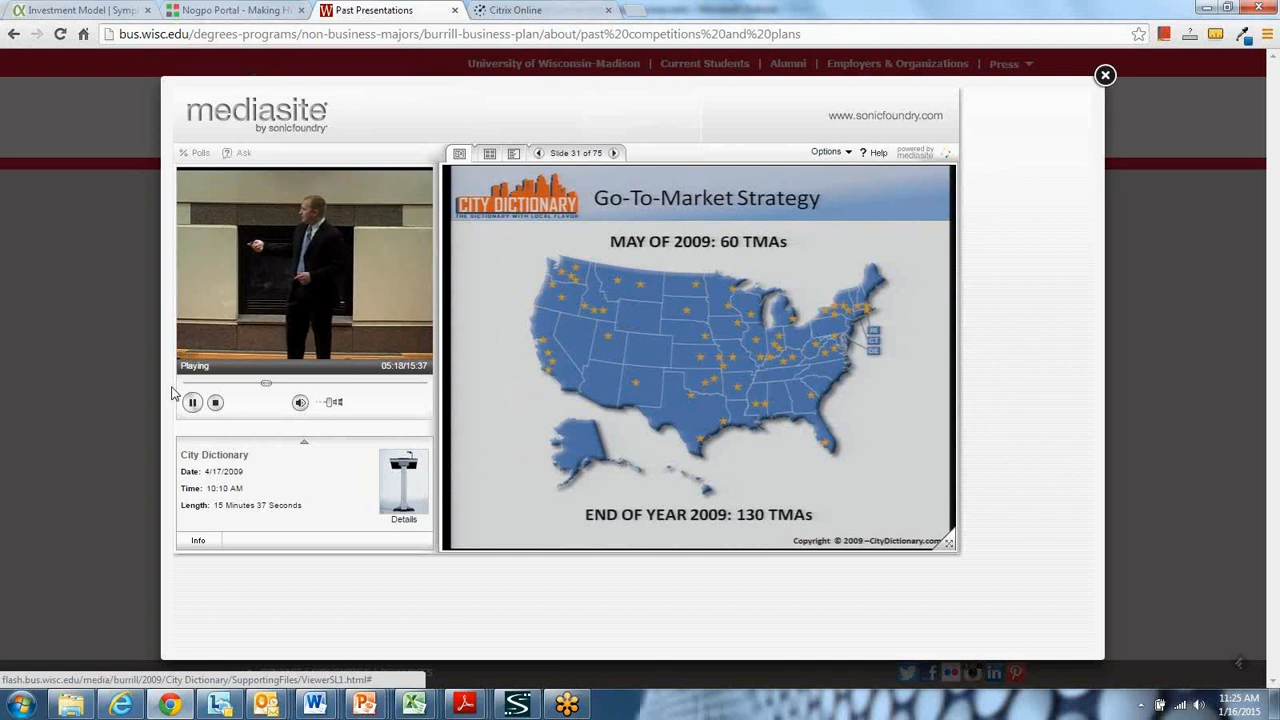 Investment Model | Symp
Nogpo Portal - Making H
Past Presentations
Citrix Online
bus.wisc.edu/degrees-programs/non-business-majors/burrill-business-plan/about/past%20competitions%20and%20plans
University of Wisconsin-Madison | Current Students | Alumni | Employers & Organizations | Press
mediasite
by sonicfoundry
www.sonicfoundry.com
Polls
Ask
Slide 31 of 75
Options
? Help
powered by
mediasite
CITY DICTIONARY
THE DICTIONARY WITH LOCAL FLAVOR
Go-To-Market Strategy
MAY OF 2009: 60 TMAs
RI
CT
DE
END OF YEAR 2009: 130 TMAs
Copyright © 2009 –CityDictionary.com
Playing
05:18/15:37
City Dictionary
Date: 4/17/2009
Time: 10:10 AM
Length: 15 Minutes 37 Seconds
Details
Info
flash.bus.wisc.edu/media/burrill/2009/City Dictionary/SupportingFiles/ViewerSL1.html#
11:25 AM
1/16/2015